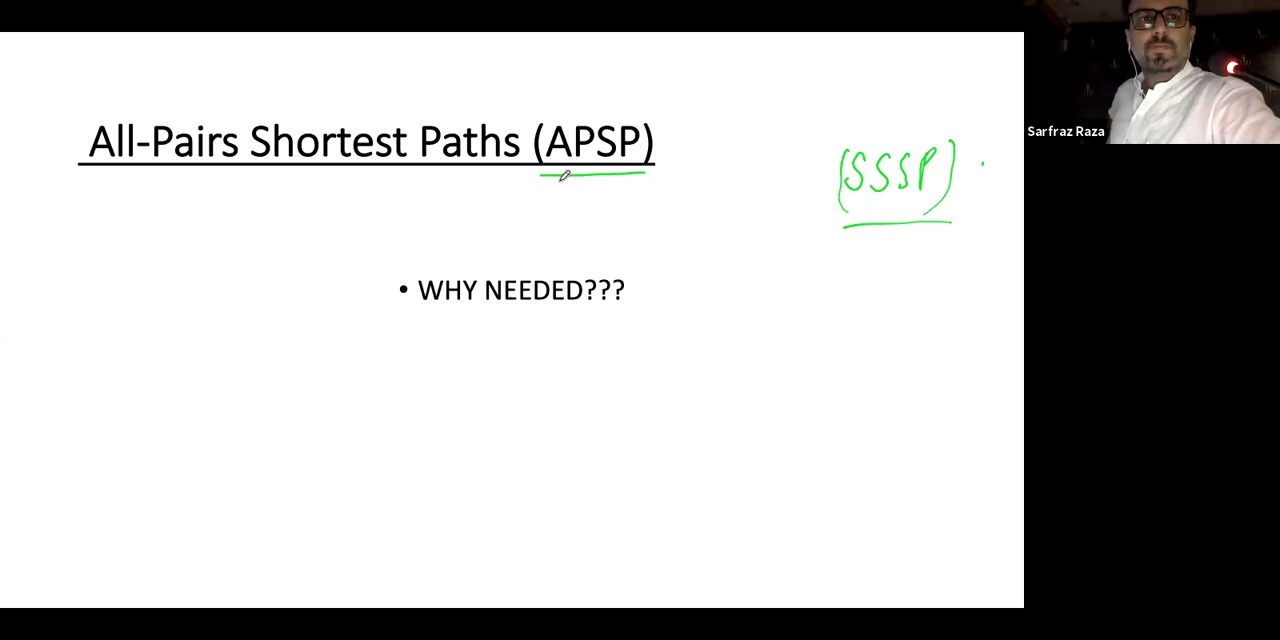 All-Pairs Shortest Paths (APSP)
(SSSP)
• WHY NEEDED???
Sarfraz Raza